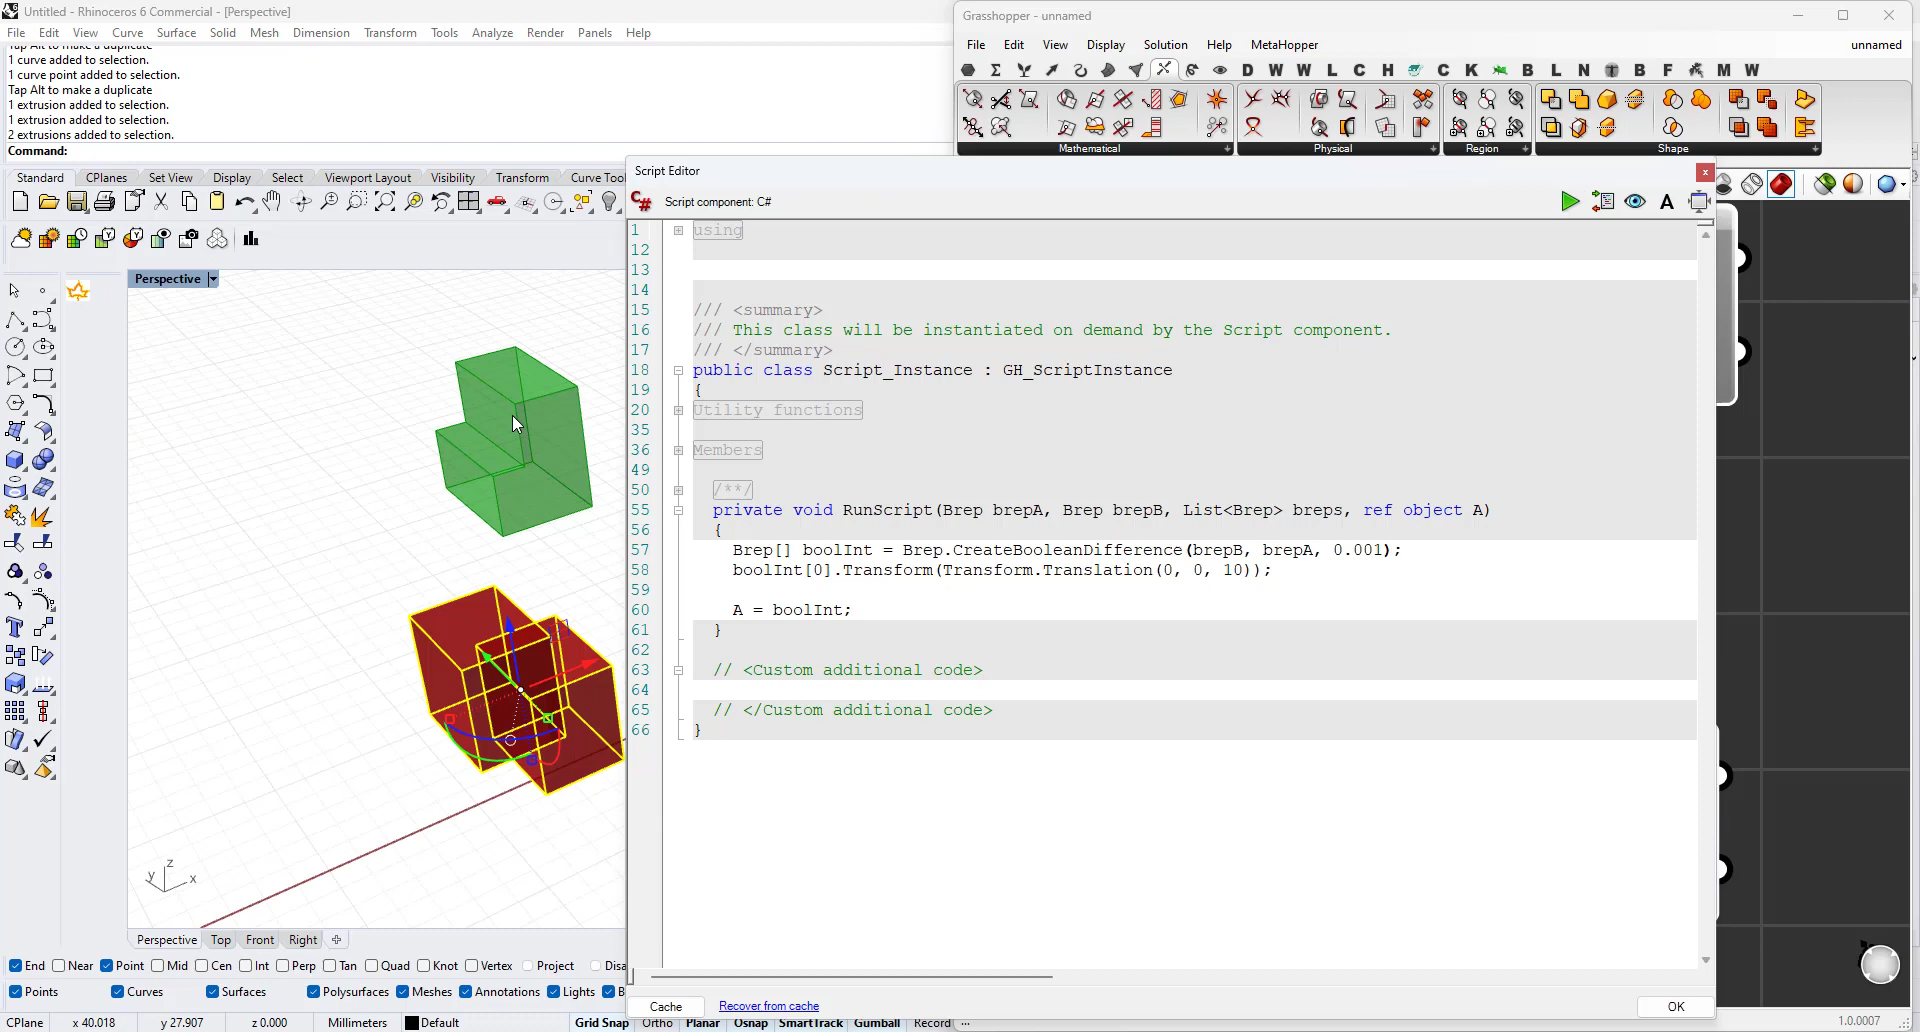 Untitled - Rhinoceros 6 Commercial - [Perspective]
File Edit View Curve Surface Solid Mesh Dimension Transform Tools Analyze Render Panels Help
Tap Alt to make a duplicate
1 curve added to selection.
1 curve point added to selection.
Tap Alt to make a duplicate
1 extrusion added to selection.
1 extrusion added to selection.
2 extrusions added to selection.
Command:
Standard CPlanes Set View Display Select Viewport Layout Visibility Transform Curve Tool
Perspective
z
y
x
Perspective Top Front Right
End Near Point Mid Cen Int Perp Tan Quad Knot Vertex Project Disa
Points Curves Surfaces Polysurfaces Meshes Annotations Lights B
CPlane x 40.018 y 27.907 z 0.000 Millimeters Default Grid Snap Ortho Planar Osnap SmartTrack Gumball Record ...
Grasshopper - unnamed
File Edit View Display Solution Help MetaHopper unnamed
D W W L C H C K B L N B F M W
Mathematical Physical Region Shape
Script Editor
C# Script component: C#
1 using
12
13
14
15 /// <summary>
16 /// This class will be instantiated on demand by the Script component.
17 /// </summary>
18 public class Script_Instance : GH_ScriptInstance
19 {
20 Utility functions
35
36 Members
49
50 /**/
55 private void RunScript(Brep brepA, Brep brepB, List<Brep> breps, ref object A)
56 {
57 Brep[] boolInt = Brep.CreateBooleanDifference(brepB, brepA, 0.001);
58 boolInt[0].Transform(Transform.Translation(0, 0, 10));
59
60 A = boolInt;
61 }
62
63 // <Custom additional code>
64
65 // </Custom additional code>
66 }
Cache Recover from cache OK
1.0.0007